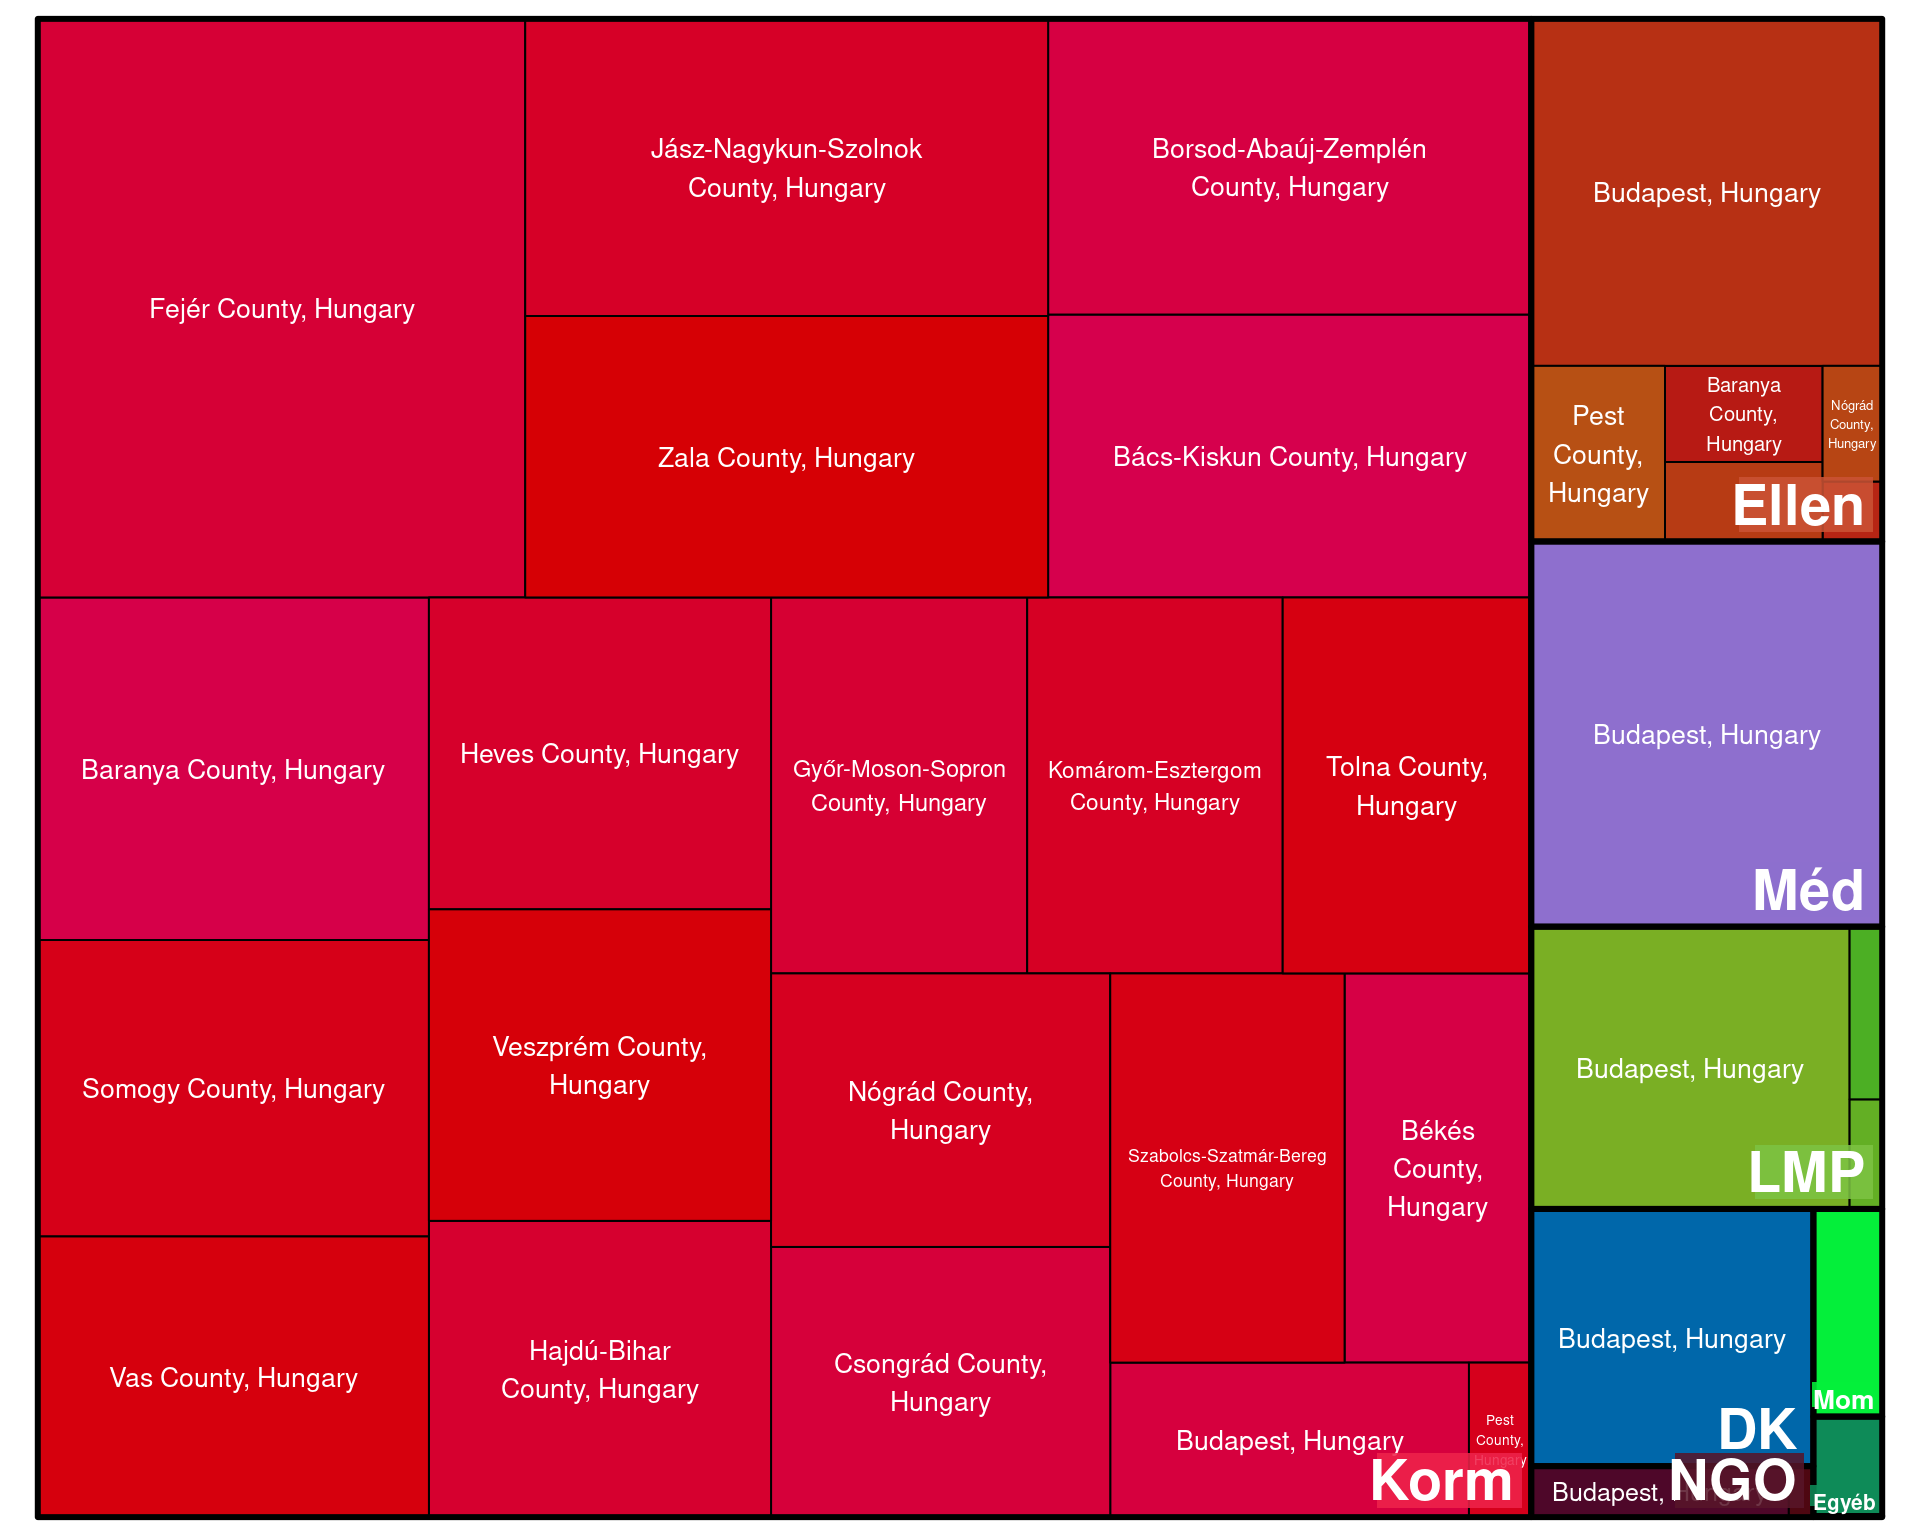 Fejér County, Hungary
Jász-Nagykun-Szolnok
County, Hungary
Borsod-Abaúj-Zemplén
County, Hungary
Zala County, Hungary
Bács-Kiskun County, Hungary
Baranya County, Hungary
Heves County, Hungary
Győr-Moson-Sopron
County, Hungary
Komárom-Esztergom
County, Hungary
Tolna County,
Hungary
Somogy County, Hungary
Veszprém County,
Hungary
Nógrád County,
Hungary
Szabolcs-Szatmár-Bereg
County, Hungary
Békés
County,
Hungary
Vas County, Hungary
Hajdú-Bihar
County, Hungary
Csongrád County,
Hungary
Budapest, Hungary
Pest
County,
Hungary
Korm
Budapest, Hungary
Pest
County,
Hungary
Baranya
County,
Hungary
Nógrád
County,
Hungary
Ellen
Budapest, Hungary
Méd
Budapest, Hungary
LMP
Budapest, Hungary
DK
Mom
Budapest, Hungary
NGO
Egyéb